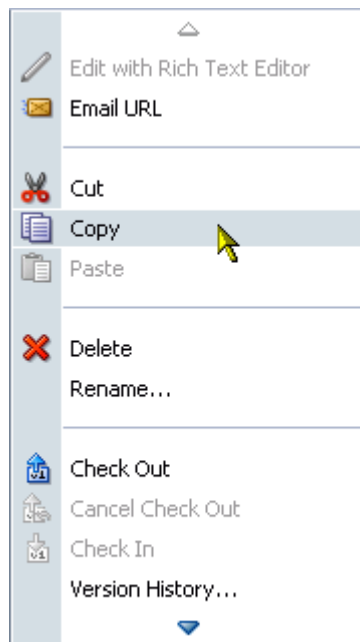 Edit with Rich Text Editor
Email URL
Cut
Copy
Paste
Delete
Rename...
Check Out
Cancel Check Out
Check In
Version History...